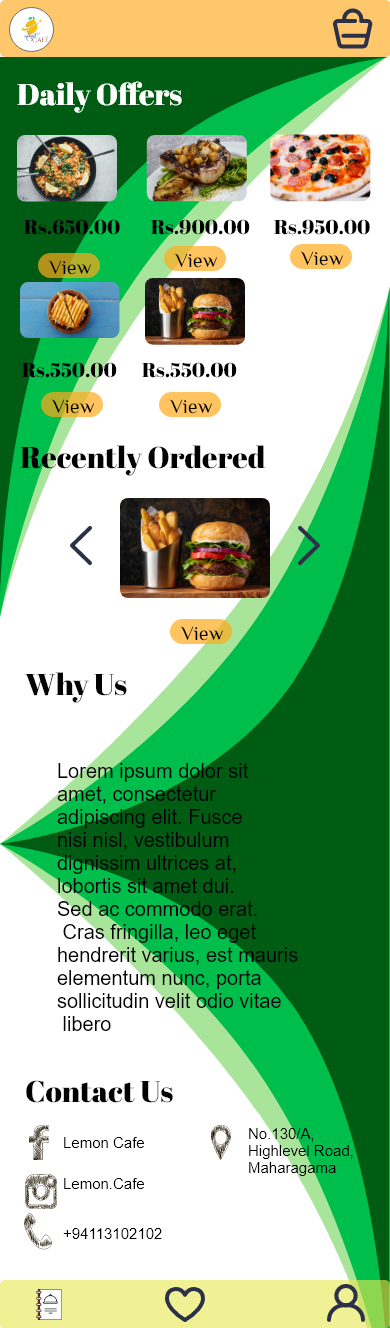 CAFE
Daily Offers
Rs.650.00 Rs.900.00 Rs.950.00
View View View
Rs.550.00 Rs.550.00
View View
Recently Ordered
View
Why Us
Lorem ipsum dolor sit
amet, consectetur
adipiscing elit. Fusce
nisi nisl, vestibulum
dignissim ultrices at,
lobortis sit amet dui.
Sed ac commodo erat.
Cras fringilla, leo eget
hendrerit varius, est mauris
elementum nunc, porta
sollicitudin velit odio vitae
libero
Contact Us
Lemon Cafe
Lemon.Cafe
+94113102102
No.130/A,
Highlevel Road,
Maharagama